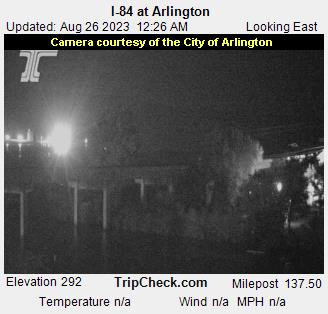 I-84 at Arlington
Updated: Aug 26 2023 12:26 AM Looking East
Camera courtesy of the City of Arlington
Elevation 292 TripCheck.com Milepost 137.50
Temperature n/a Wind n/a MPH n/a